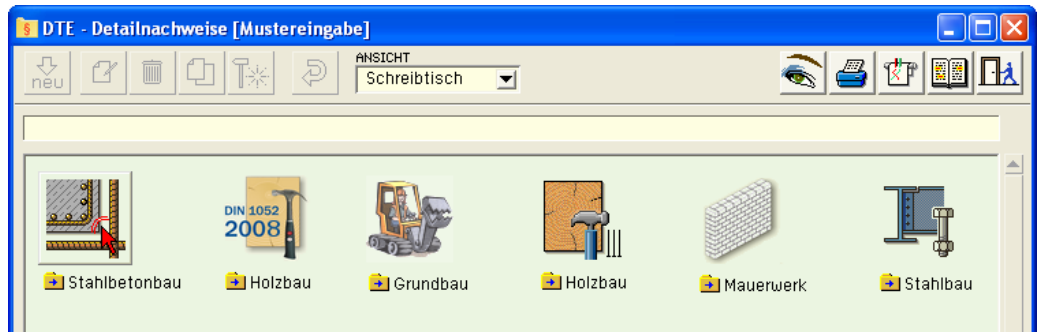 DTE - Detailnachweise [Mustereingabe]
neu
ANSICHT
Schreibtisch
DIN 1052
2008
Stahlbetonbau
Holzbau
Grundbau
Holzbau
Mauerwerk
Stahlbau